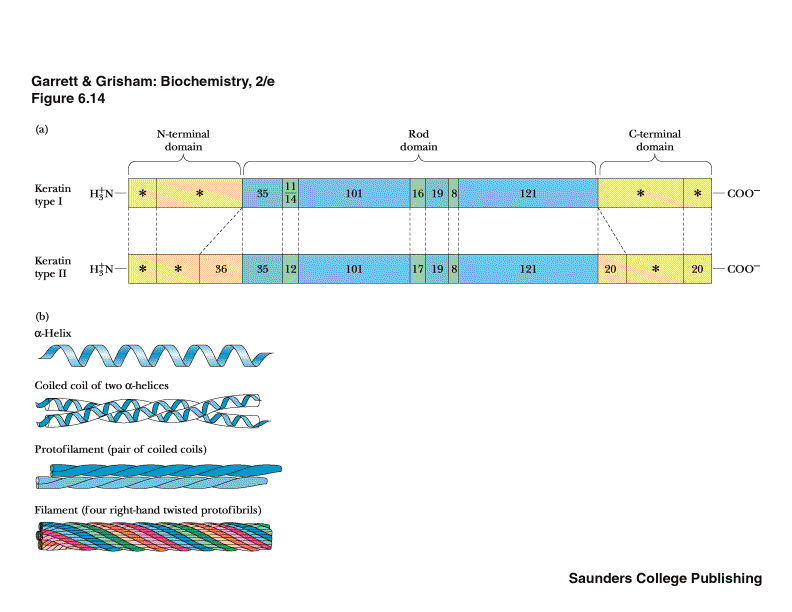 Garrett & Grisham: Biochemistry, 2/e
Figure 6.14
(a)
N-terminal
domain
Rod
domain
C-terminal
domain
Keratin
type I
H₃⁺N
*
*
35
11
14
101
16
19
8
121
*
*
COO⁻
Keratin
type II
H₃⁺N
*
*
36
35
12
101
17
19
8
121
20
*
20
COO⁻
(b)
α-Helix
Coiled coil of two α-helices
Protofilament (pair of coiled coils)
Filament (four right-hand twisted protofibrils)
Saunders College Publishing